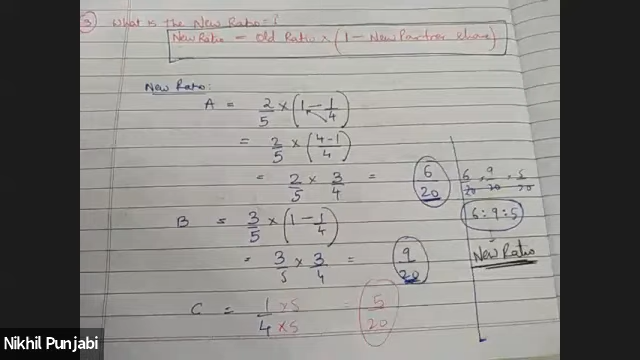 3) What is the New Ratio = ?
New Ratio = Old Ratio × (1 - New Partner share)
New Ratio:
A = 2/5 × (1 - 1/4)
= 2/5 × (4-1/4)
= 2/5 × 3/4 = 6/20
B = 3/5 × (1 - 1/4)
= 3/5 × 3/4 = 9/20
C = 1/4 ×5/×5 = 5/20
6/20 : 9/20 : 5/20
6 : 9 : 5
New Ratio
Nikhil Punjabi